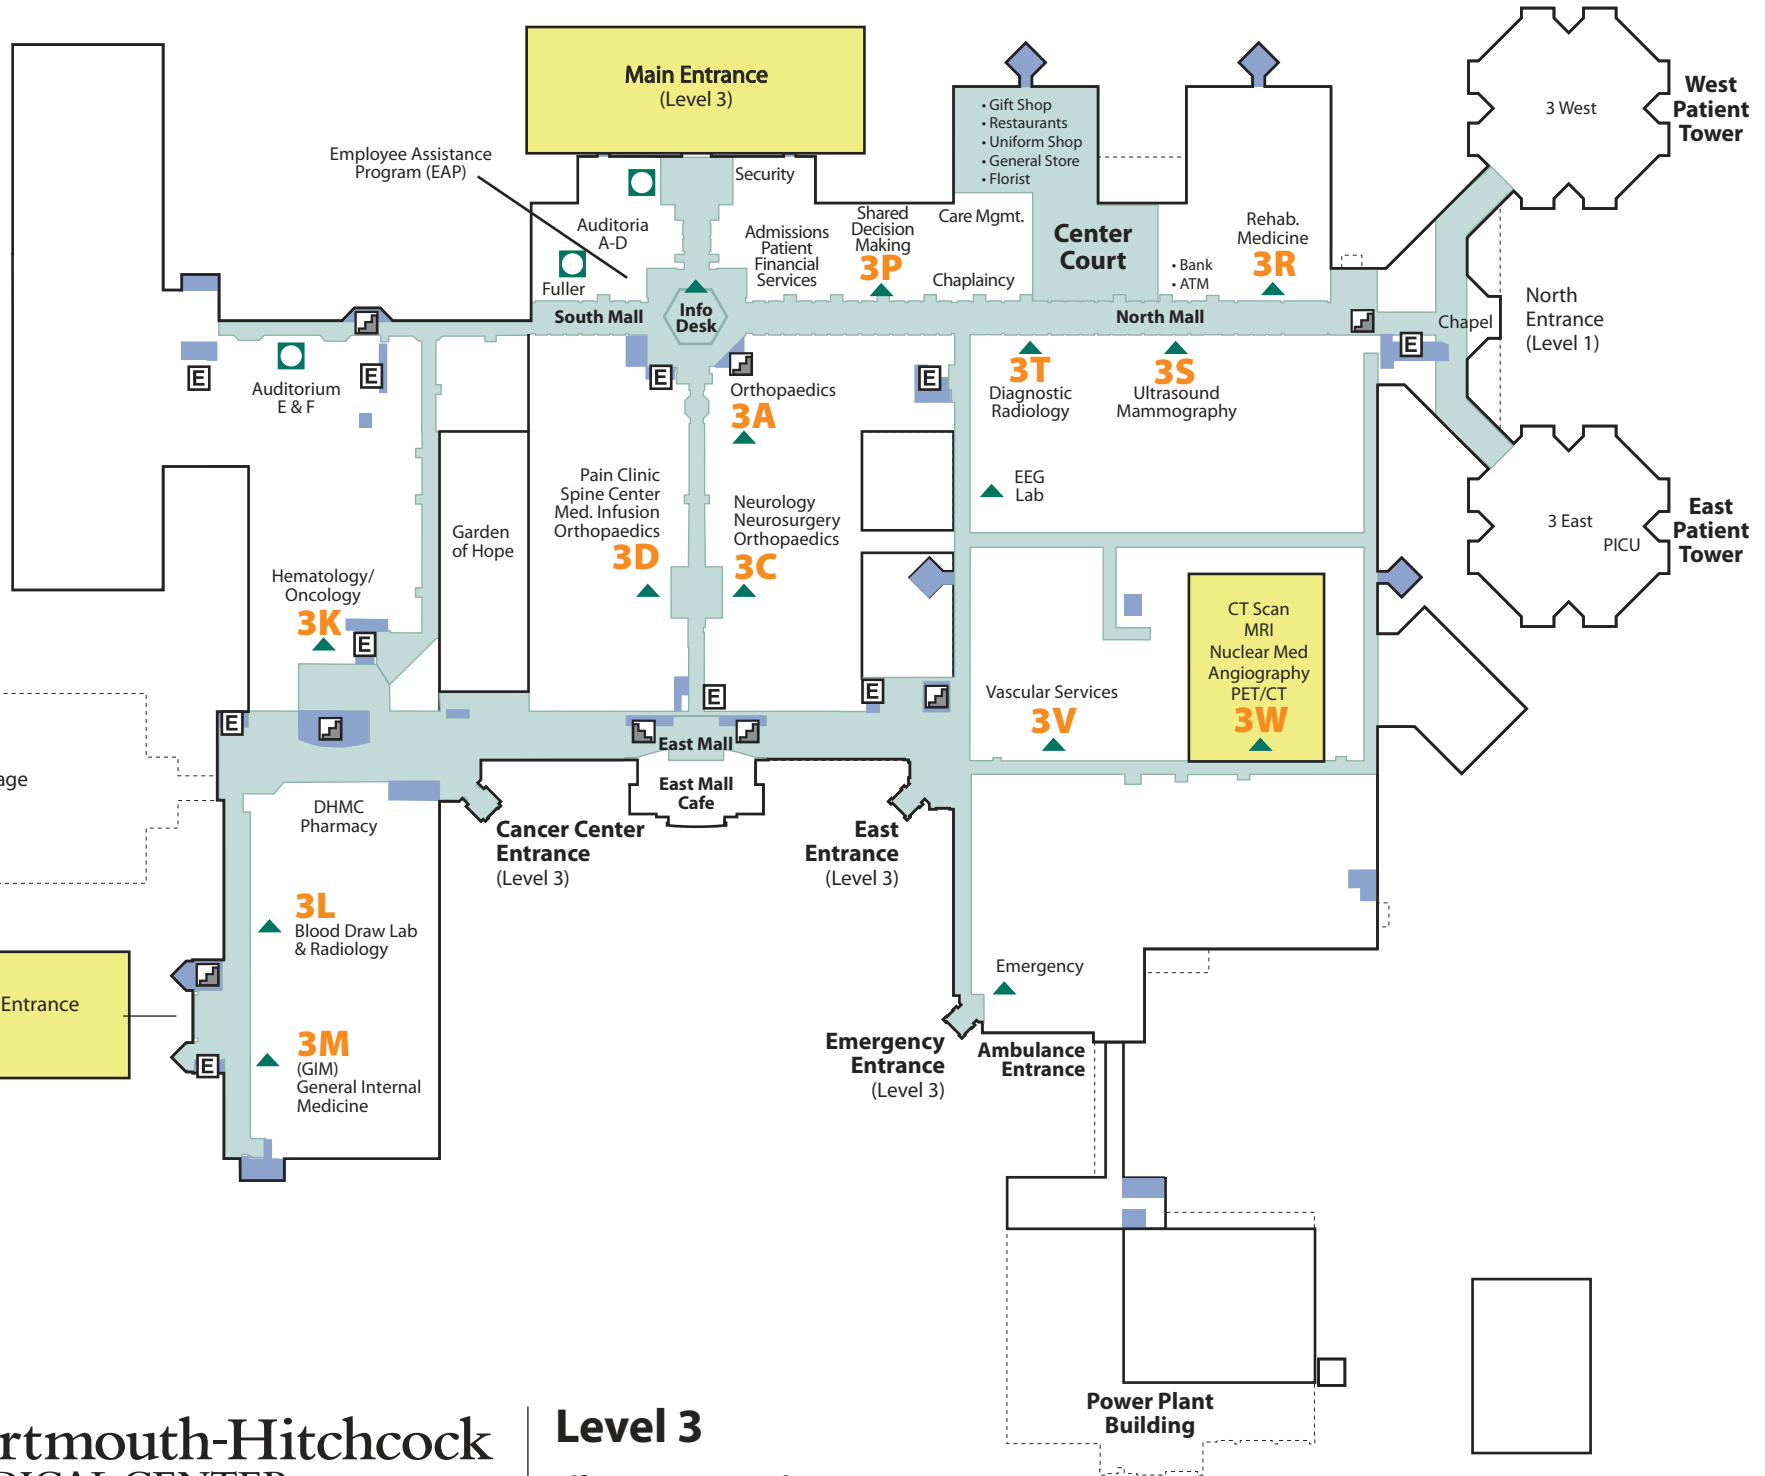 Main Entrance
(Level 3)
• Gift Shop
• Restaurants
• Uniform Shop
• General Store
• Florist
3 West
West
Patient
Tower
Employee Assistance
Program (EAP)
Security
Auditoria
A-D
Fuller
Admissions
Patient
Financial
Services
Shared
Decision
Making
3P
Care Mgmt.
Chaplaincy
Center
Court
• Bank
• ATM
Rehab.
Medicine
3R
South Mall
Info
Desk
North Mall
Chapel
North
Entrance
(Level 1)
E
E
E
E
E
Auditorium
E & F
Orthopaedics
3A
3T
Diagnostic
Radiology
3S
Ultrasound
Mammography
EEG
Lab
Pain Clinic
Spine Center
Med. Infusion
Orthopaedics
3D
Neurology
Neurosurgery
Orthopaedics
3C
Garden
of Hope
3 East
PICU
East
Patient
Tower
Hematology/
Oncology
3K
E
CT Scan
MRI
Nuclear Med
Angiography
PET/CT
3W
Vascular Services
3V
E
E
E
East Mall
East Mall
Cafe
age
DHMC
Pharmacy
Cancer Center
Entrance
(Level 3)
East
Entrance
(Level 3)
3L
Blood Draw Lab
& Radiology
Entrance
3M
(GIM)
General Internal
Medicine
E
Emergency
Emergency
Entrance
(Level 3)
Ambulance
Entrance
Power Plant
Building
rtmouth-Hitchcock
Level 3